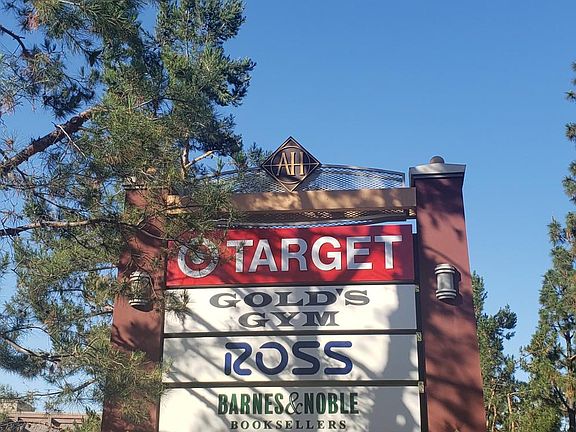 AH
TARGET
GOLD'S
GYM
ROSS
BARNES&NOBLE
BOOKSELLERS